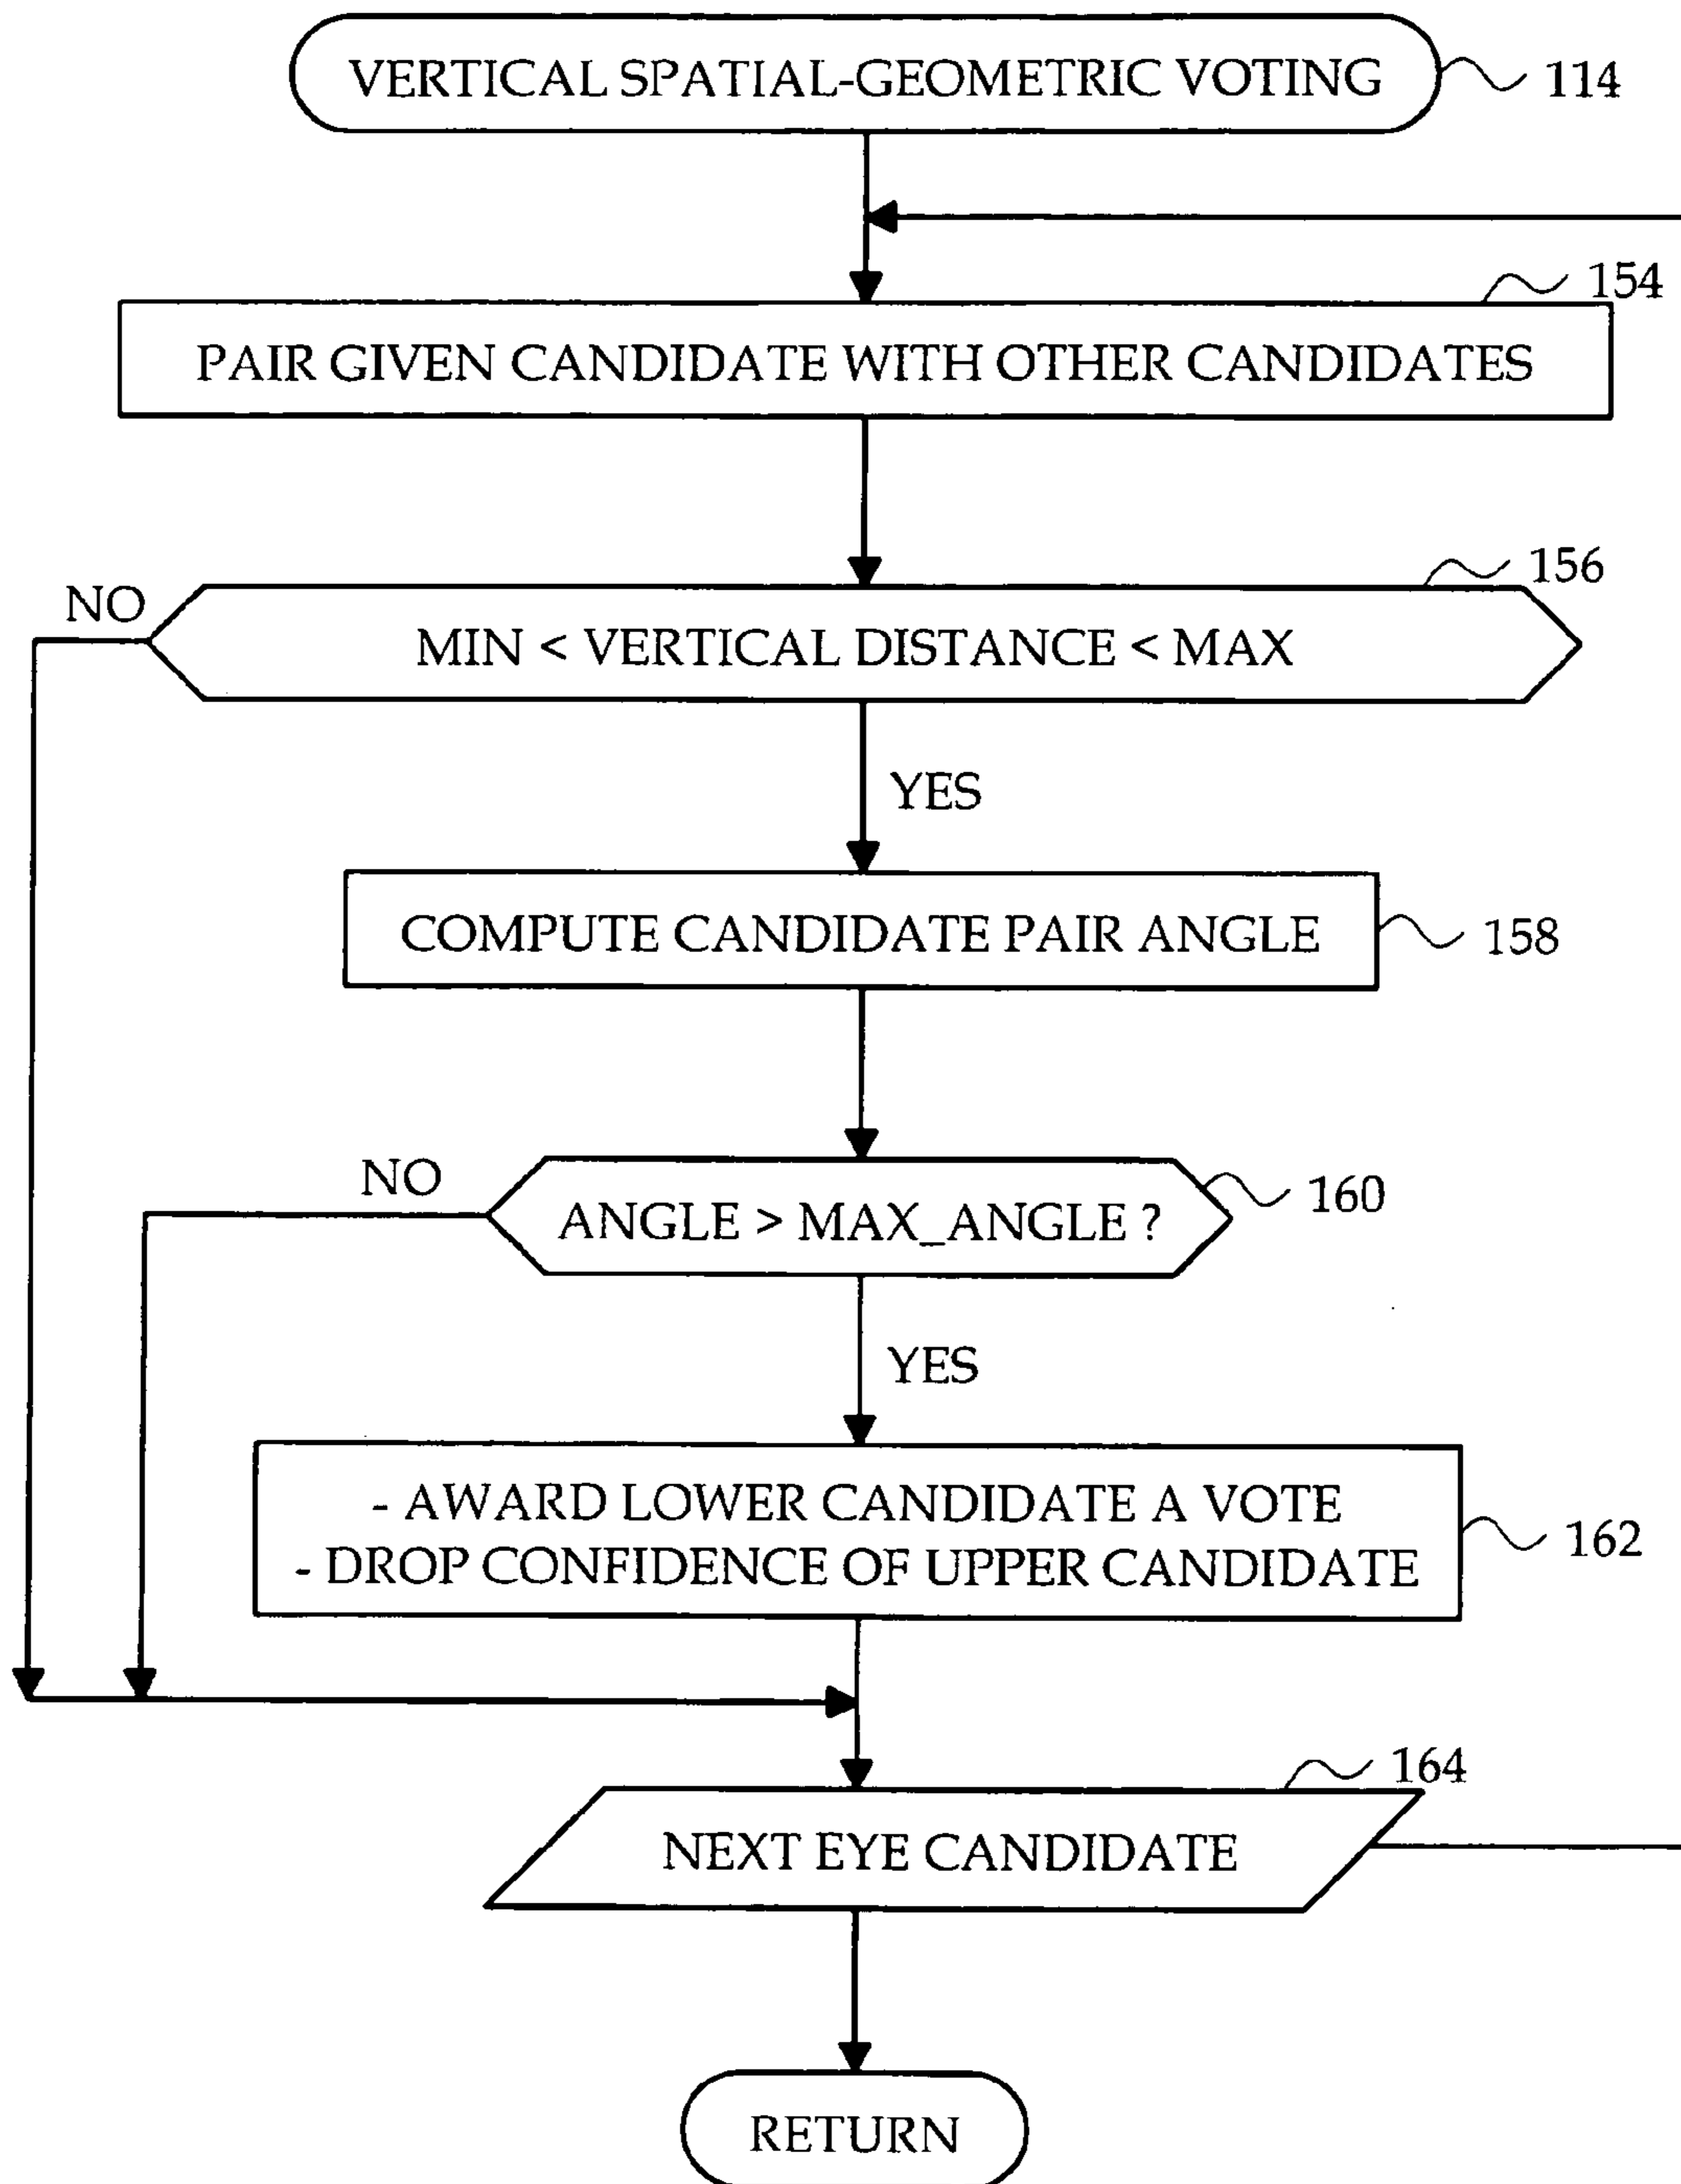 VERTICAL SPATIAL-GEOMETRIC VOTING
114
154
PAIR GIVEN CANDIDATE WITH OTHER CANDIDATES
156
NO
MIN < VERTICAL DISTANCE < MAX
YES
COMPUTE CANDIDATE PAIR ANGLE
158
NO
160
ANGLE > MAX_ANGLE ?
YES
- AWARD LOWER CANDIDATE A VOTE
- DROP CONFIDENCE OF UPPER CANDIDATE
162
164
NEXT EYE CANDIDATE
RETURN